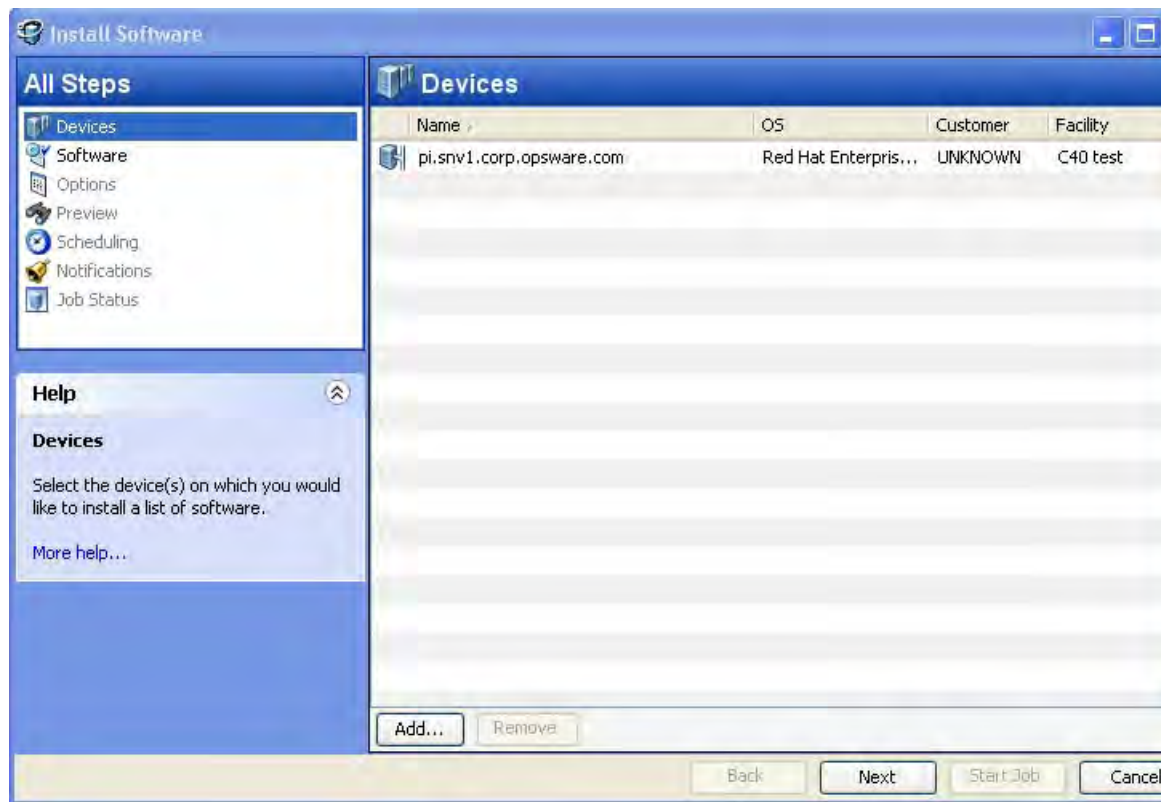 Install Software
All Steps
Devices
Software
Options
Preview
Scheduling
Notifications
Job Status
Help
Devices
Select the device(s) on which you would
like to install a list of software.
More help...
Devices
Name OS Customer Facility
pi.snv1.corp.opsware.com Red Hat Enterpris... UNKNOWN C40 test
Add... Remove
Back Next Start Job Cancel